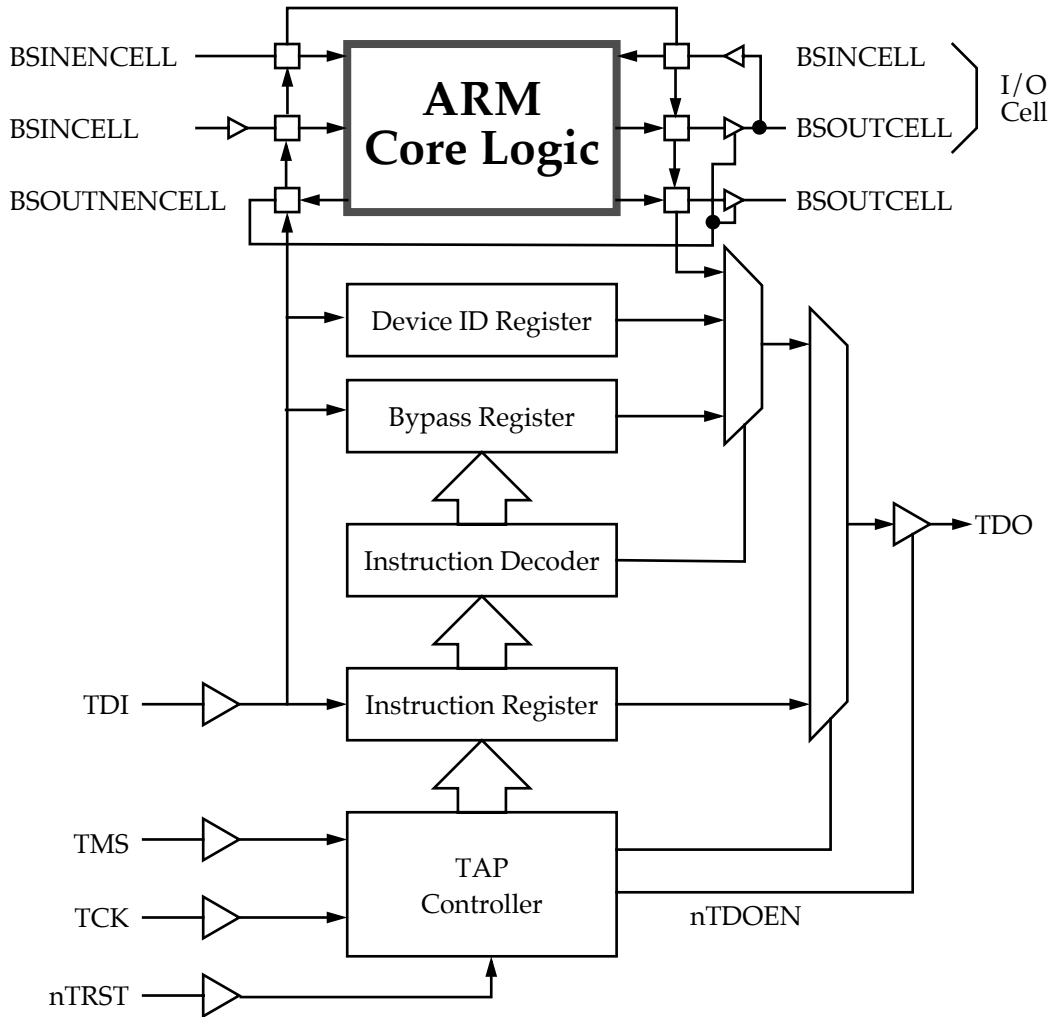 BSINENCELL
BSINCELL
BSOUTNENCELL
ARM
Core Logic
BSINCELL
BSOUTCELL
BSOUTCELL
I/O
Cell
Device ID Register
Bypass Register
Instruction Decoder
TDO
TDI
Instruction Register
TMS
TCK
nTRST
TAP
Controller
nTDOEN